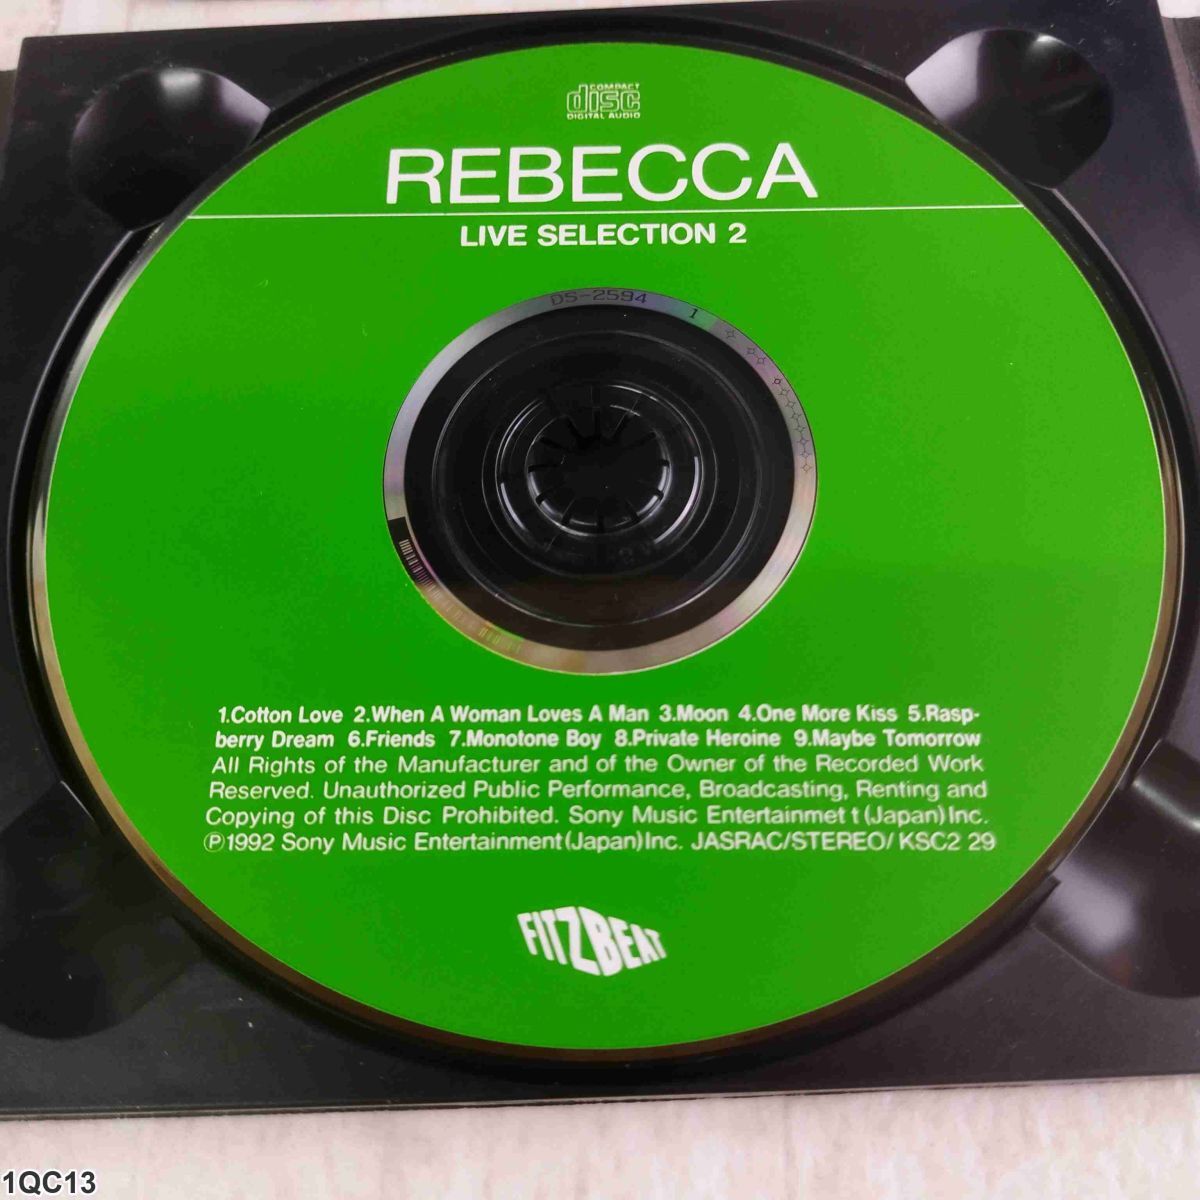 COMPACT
disc
DIGITAL AUDIO
REBECCA
LIVE SELECTION 2
DS-2594 1
1.Cotton Love 2.When A Woman Loves A Man 3.Moon 4.One More Kiss 5.Rasp-
berry Dream 6.Friends 7.Monotone Boy 8.Private Heroine 9.Maybe Tomorrow
All Rights of the Manufacturer and of the Owner of the Recorded Work
Reserved. Unauthorized Public Performance, Broadcasting, Renting and
Copying of this Disc Prohibited. Sony Music Entertainmet t (Japan) Inc.
Ⓟ1992 Sony Music Entertainment (Japan) Inc. JASRAC/STEREO/ KSC2 29
FITZBEAT
1QC13